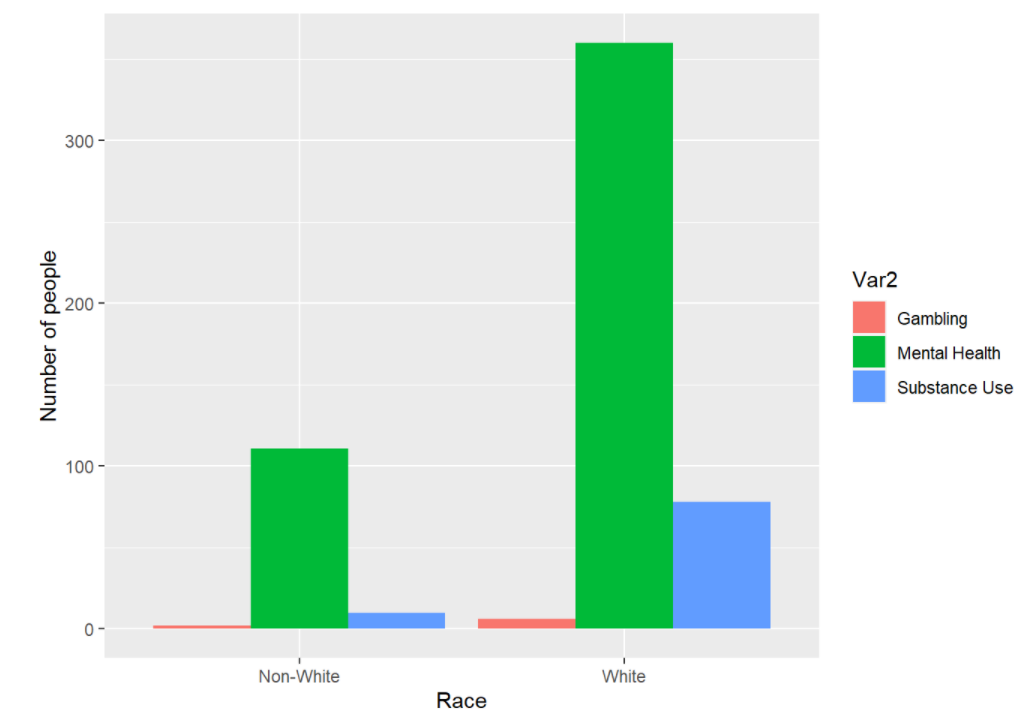 300
200
100
0
Number of people
Non-White
White
Race
Var2
Gambling
Mental Health
Substance Use